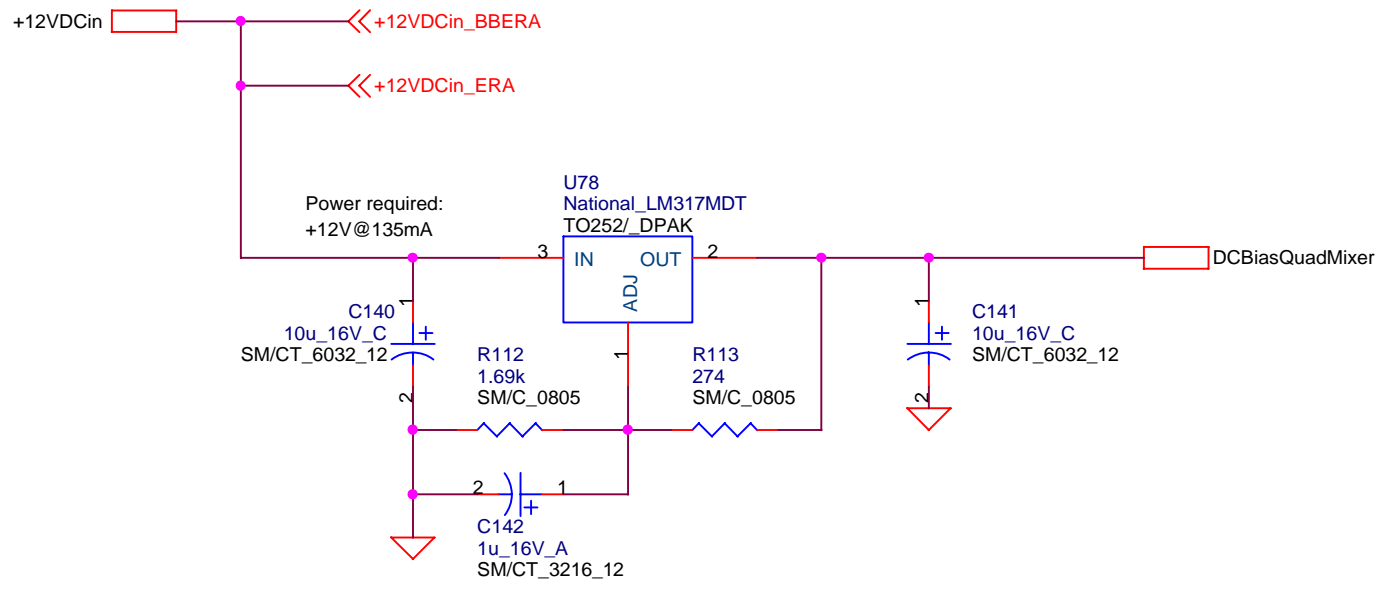 +12VDCin
+12VDCin_BBERA
+12VDCin_ERA
Power required:
+12V@135mA
U78
National_LM317MDT
TO252/_DPAK
3
IN
OUT
2
ADJ
1
DCBiasQuadMixer
1
C140
+
10u_16V_C
SM/CT_6032_12
2
R112
1.69k
SM/C_0805
R113
274
SM/C_0805
1
C141
+
10u_16V_C
SM/CT_6032_12
2
2
1
+
C142
1u_16V_A
SM/CT_3216_12